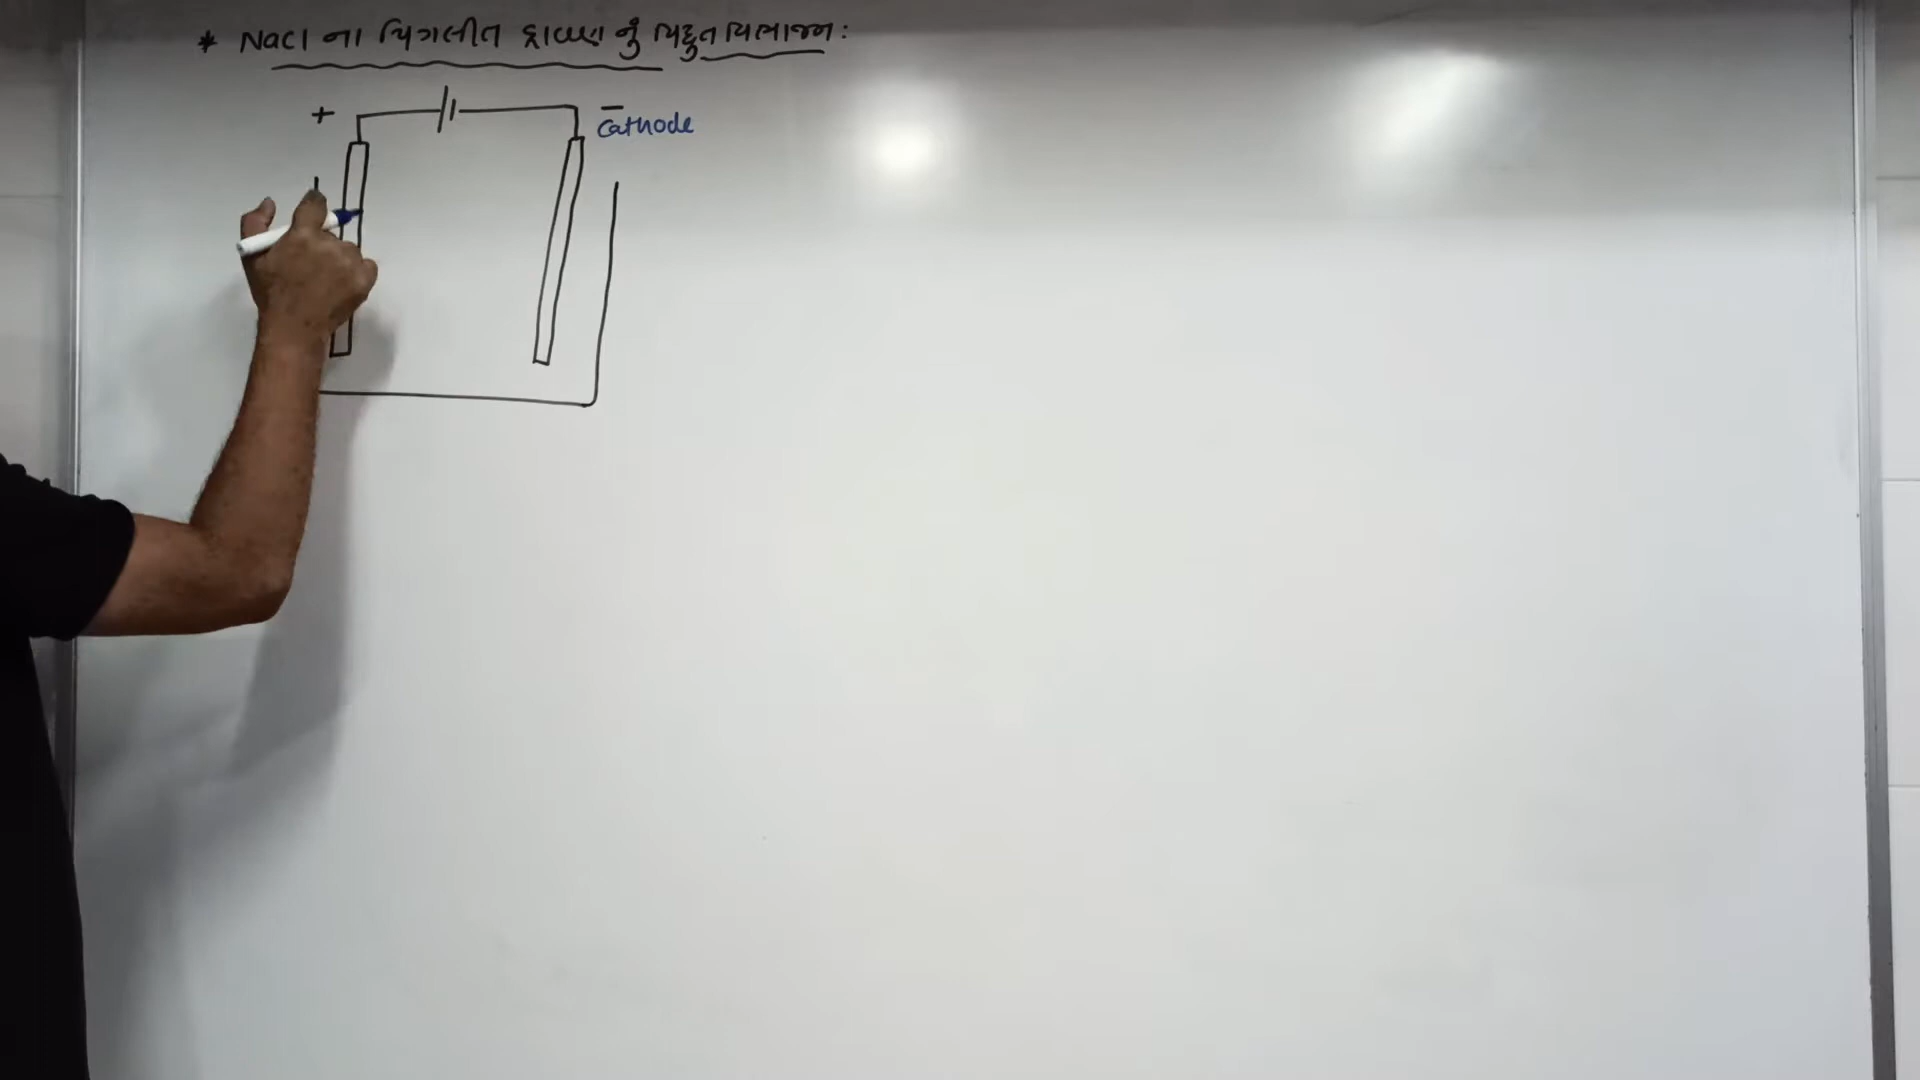 * NaCl ના પિગલીત દ્રાવણ નું વિદ્દુત વિભાજન :
+ −
Cathode